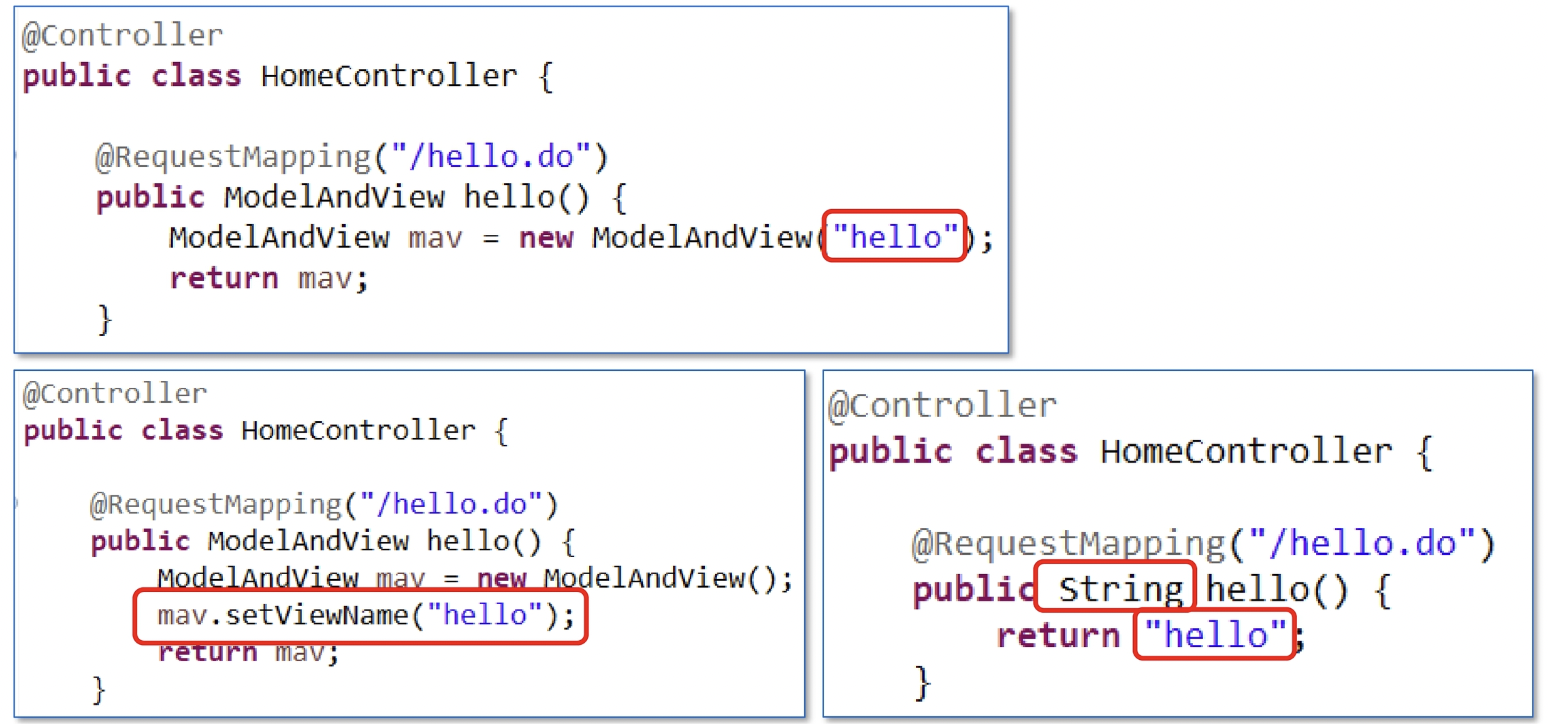 @Controller
public class HomeController {
@RequestMapping("/hello.do")
public ModelAndView hello() {
ModelAndView mav = new ModelAndView("hello");
return mav;
}
@Controller
public class HomeController {
@RequestMapping("/hello.do")
public ModelAndView hello() {
ModelAndView mav = new ModelAndView();
mav.setViewName("hello");
return mav;
}
@Controller
public class HomeController {
@RequestMapping("/hello.do")
public String hello() {
return "hello";
}